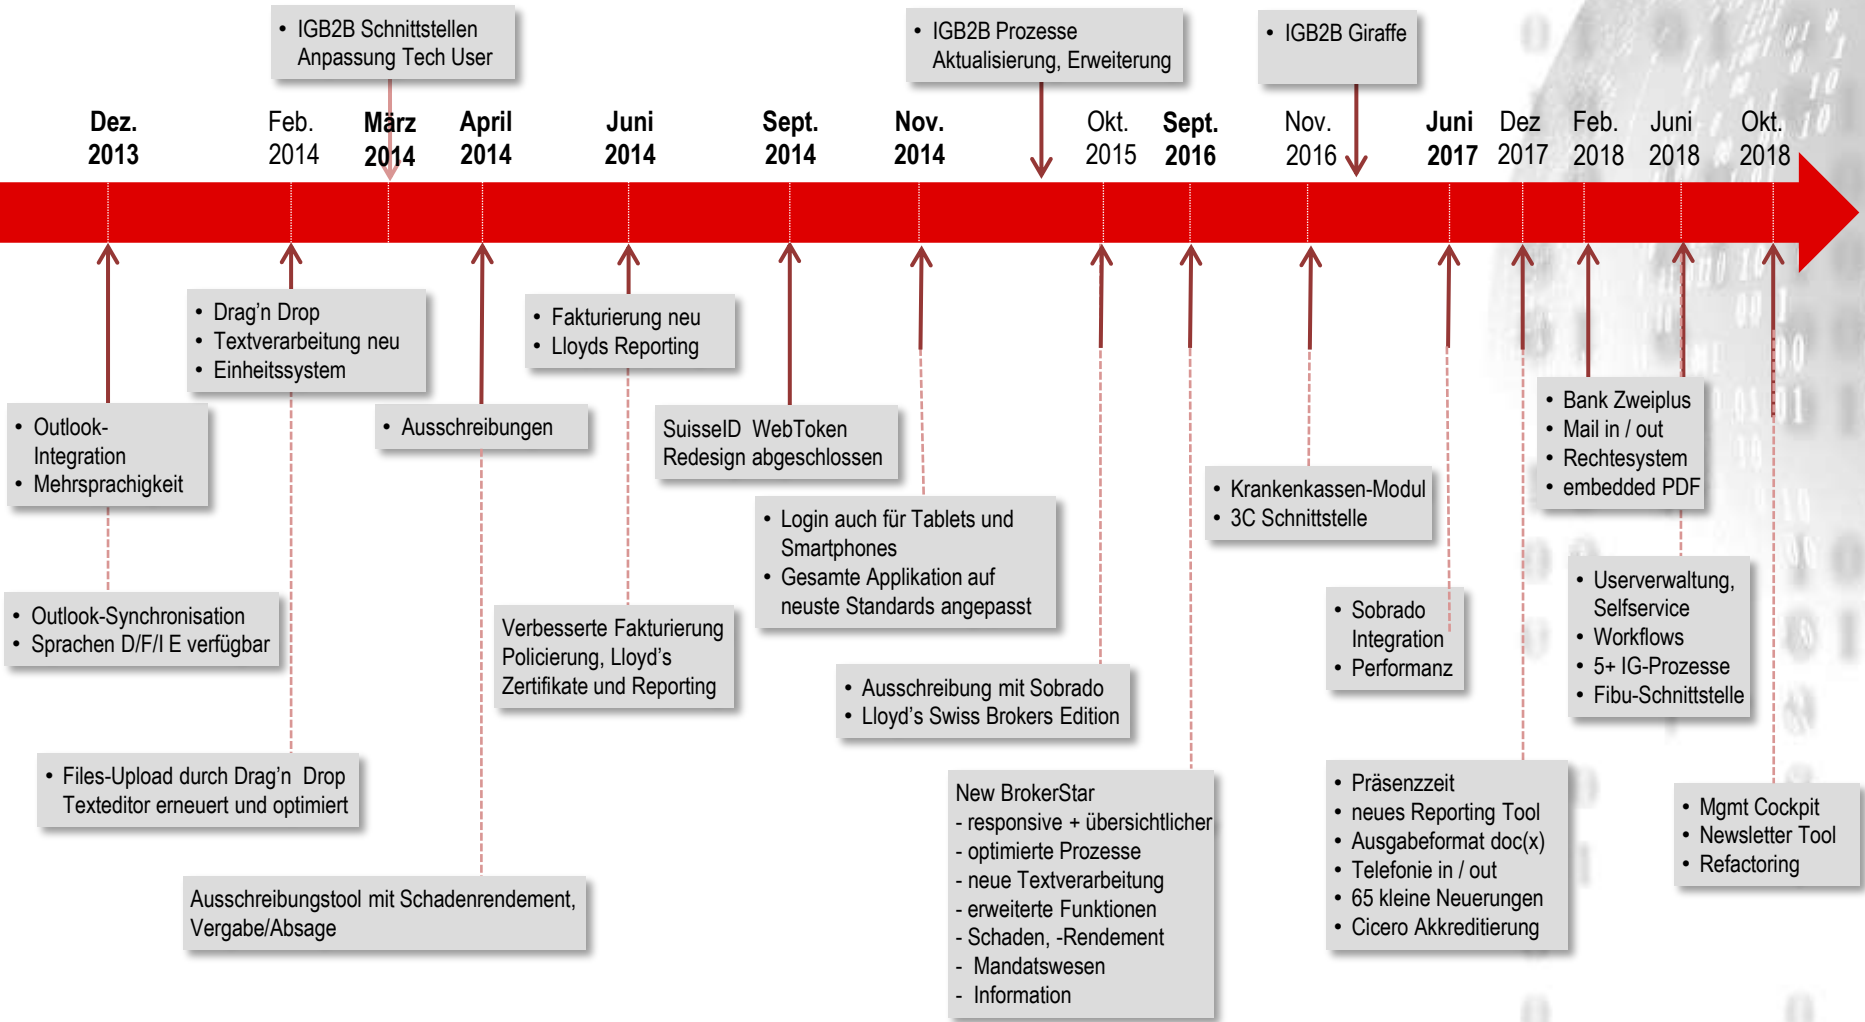 • IGB2B Schnittstellen
Anpassung Tech User
• IGB2B Prozesse
Aktualisierung, Erweiterung
• IGB2B Giraffe
Dez.
2013
Feb.
2014
März
2014
April
2014
Juni
2014
Sept.
2014
Nov.
2014
Okt.
2015
Sept.
2016
Nov.
2016
Juni
2017
Dez
2017
Feb.
2018
Juni
2018
Okt.
2018
• Outlook-
Integration
• Mehrsprachigkeit
• Outlook-Synchronisation
• Sprachen D/F/I E verfügbar
• Drag'n Drop
• Textverarbeitung neu
• Einheitssystem
• Files-Upload durch Drag'n Drop
Texteditor erneuert und optimiert
• Ausschreibungen
Ausschreibungstool mit Schadenrendement,
Vergabe/Absage
• Fakturierung neu
• Lloyds Reporting
Verbesserte Fakturierung
Policierung, Lloyd's
Zertifikate und Reporting
SuisseID WebToken
Redesign abgeschlossen
• Login auch für Tablets und
Smartphones
• Gesamte Applikation auf
neuste Standards angepasst
• Ausschreibung mit Sobrado
• Lloyd's Swiss Brokers Edition
New BrokerStar
- responsive + übersichtlicher
- optimierte Prozesse
- neue Textverarbeitung
- erweiterte Funktionen
- Schaden, -Rendement
- Mandatswesen
- Information
• Krankenkassen-Modul
• 3C Schnittstelle
• Sobrado
Integration
• Performanz
• Präsenzzeit
• neues Reporting Tool
• Ausgabeformat doc(x)
• Telefonie in / out
• 65 kleine Neuerungen
• Cicero Akkreditierung
• Bank Zweiplus
• Mail in / out
• Rechtesystem
• embedded PDF
• Userverwaltung,
Selfservice
• Workflows
• 5+ IG-Prozesse
• Fibu-Schnittstelle
• Mgmt Cockpit
• Newsletter Tool
• Refactoring